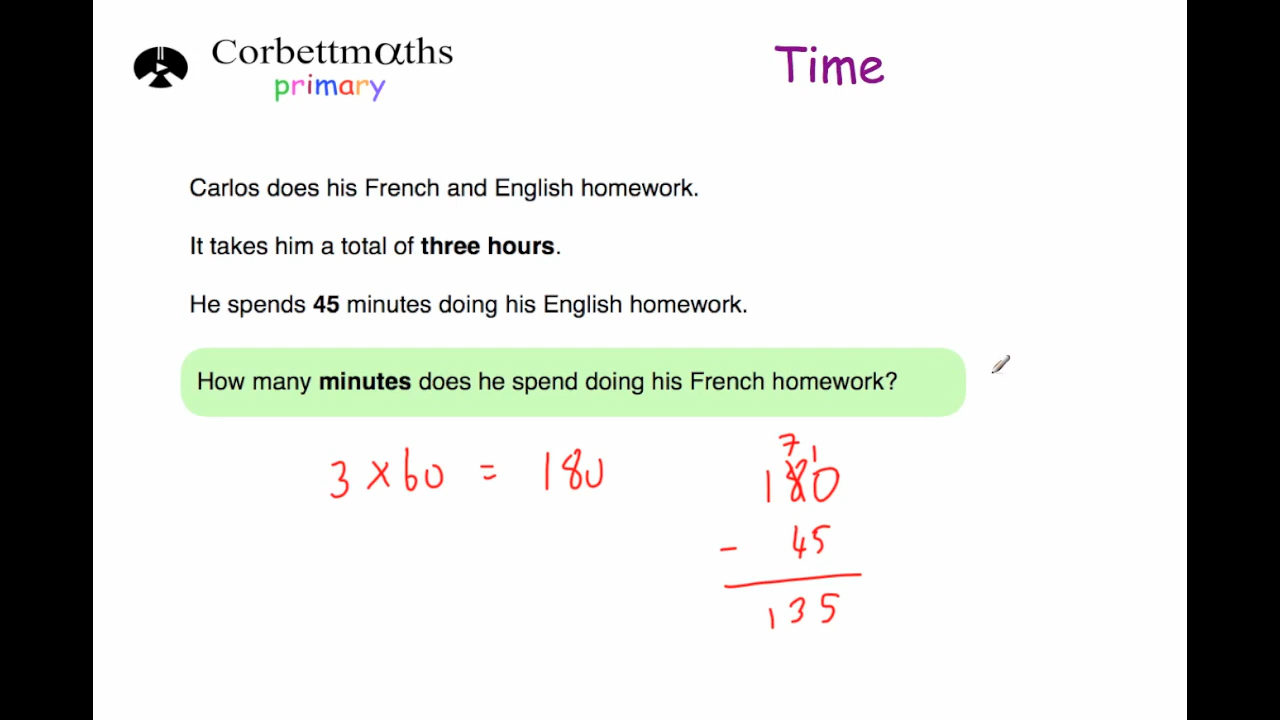 Corbettmαths
primary
Time
Carlos does his French and English homework.
It takes him a total of three hours.
He spends 45 minutes doing his English homework.
How many minutes does he spend doing his French homework?
3 × 60 = 180
7 1
180
- 45
135